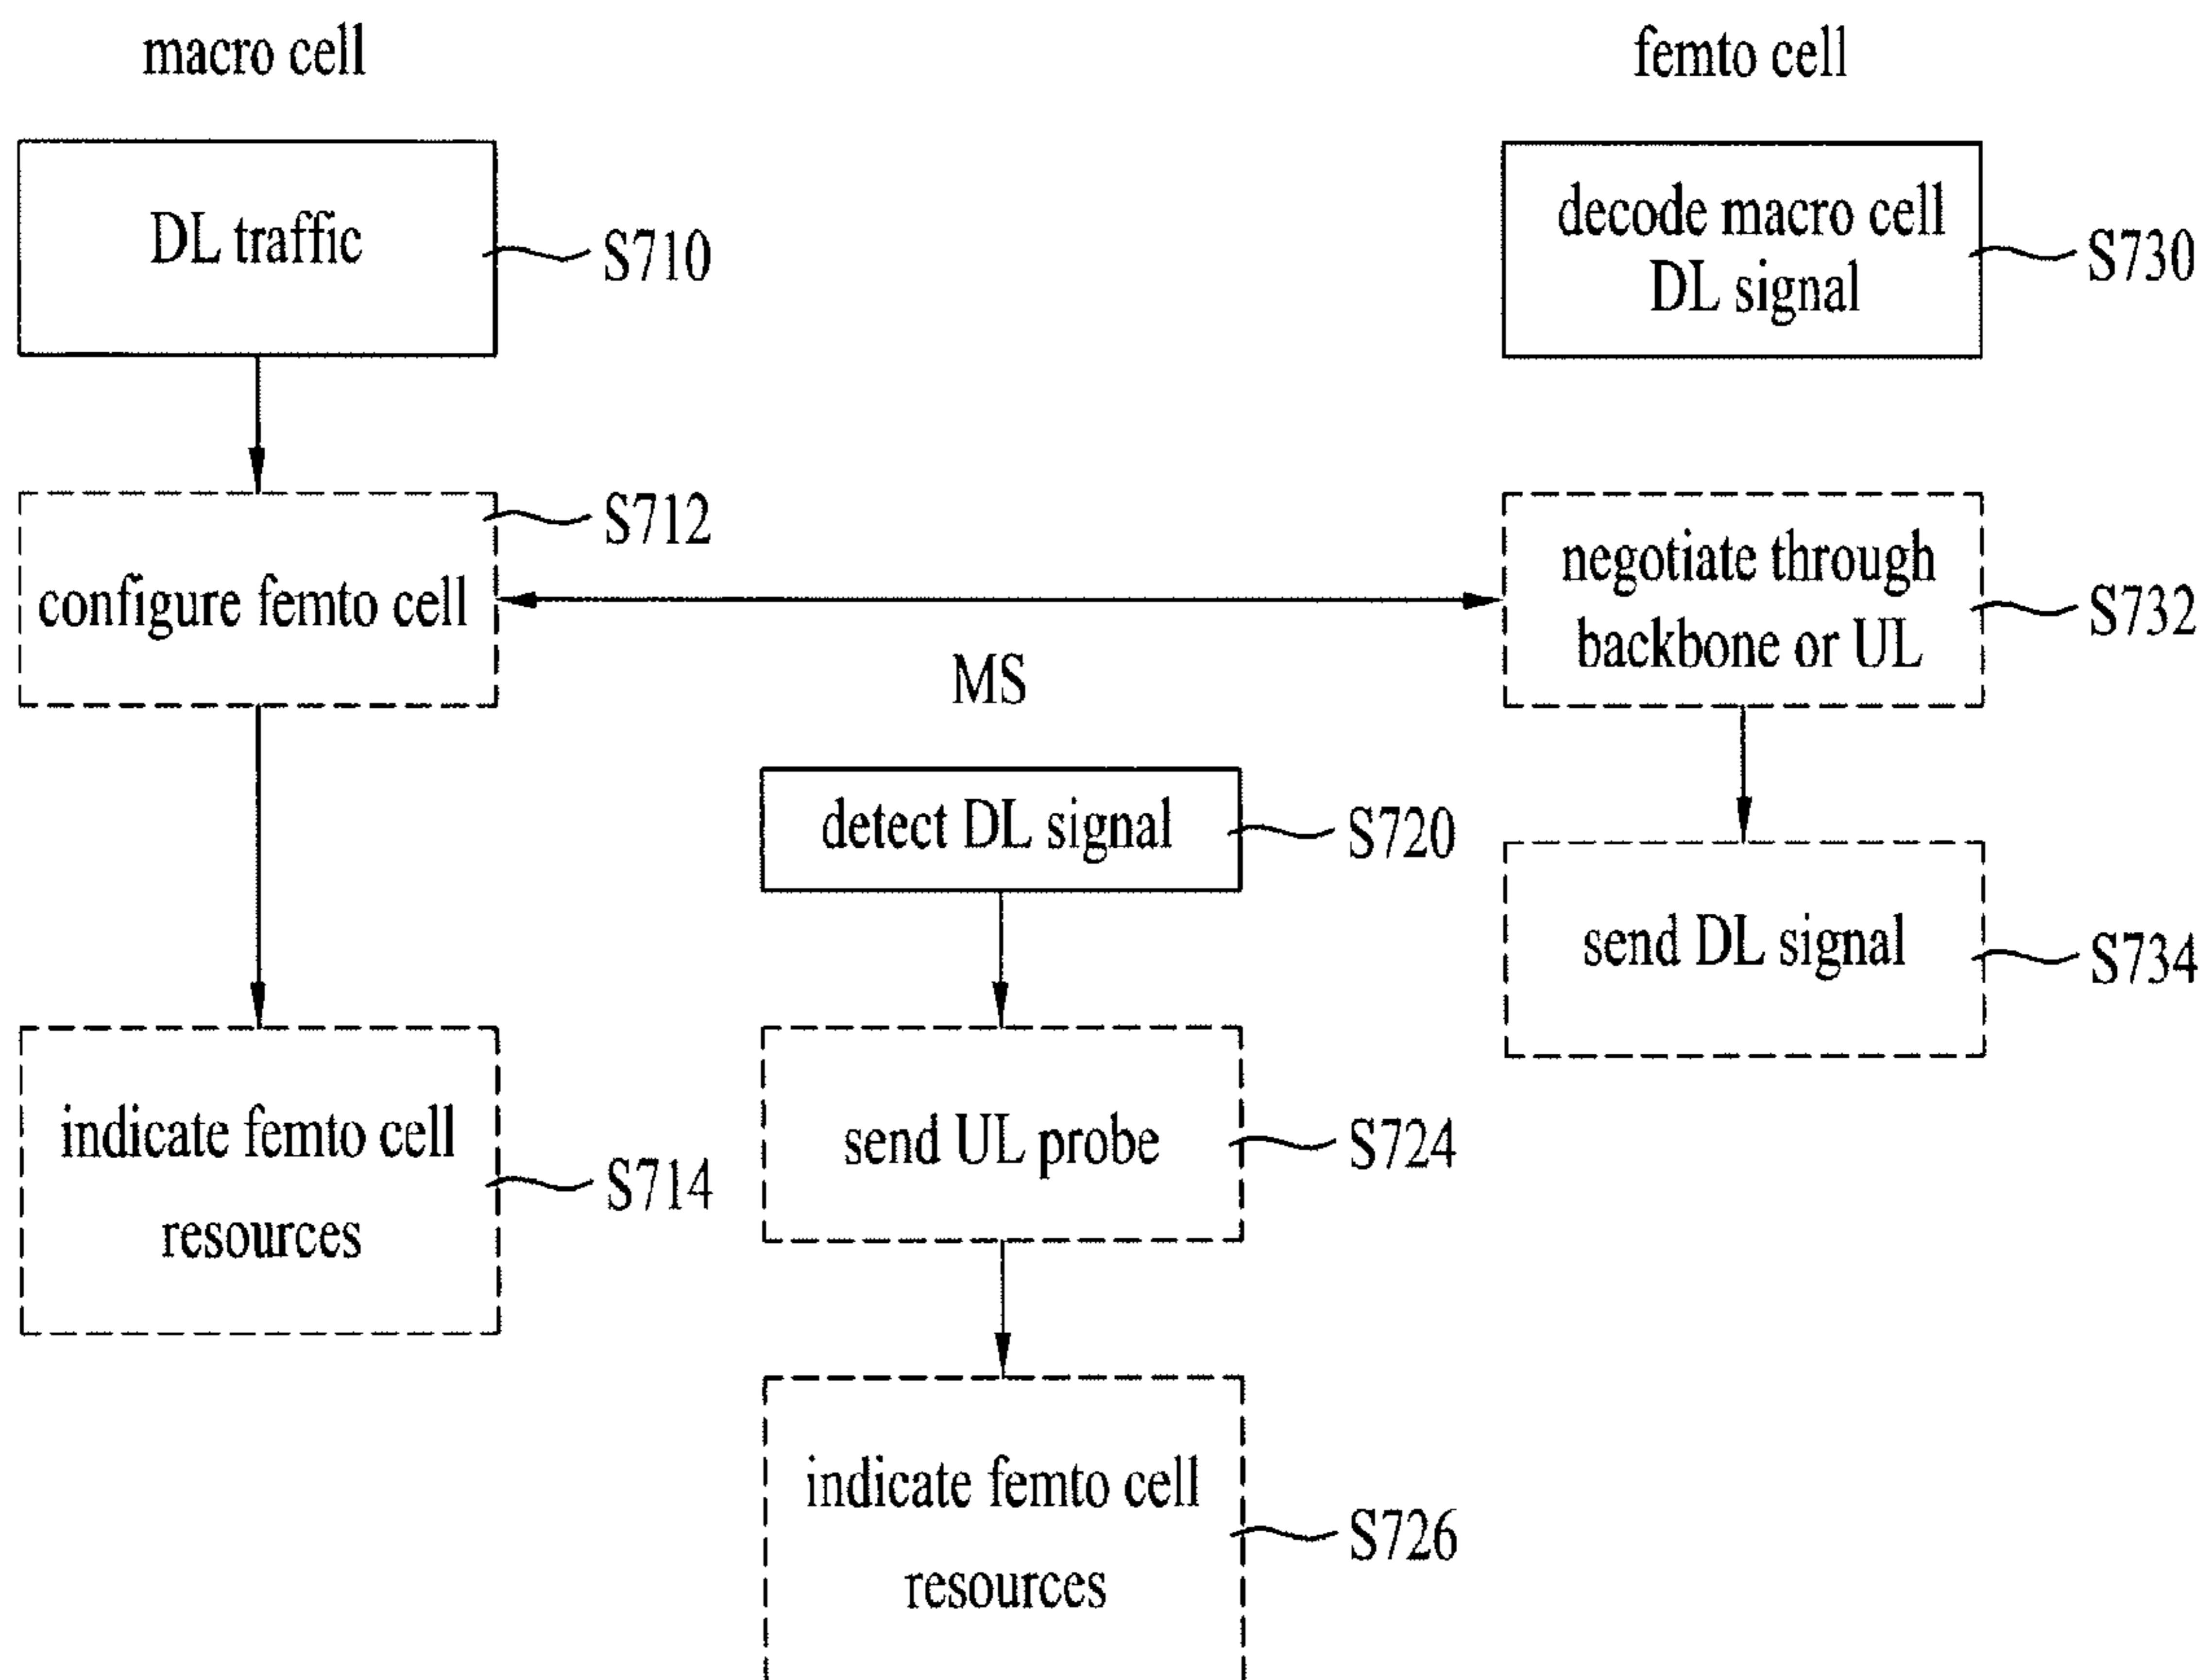 macro cell
femto cell
DL traffic
S710
decode macro cell
DL signal
S730
configure femto cell
S712
negotiate through
backbone or UL
S732
MS
detect DL signal
S720
send DL signal
S734
indicate femto cell
resources
S714
send UL probe
S724
indicate femto cell
resources
S726